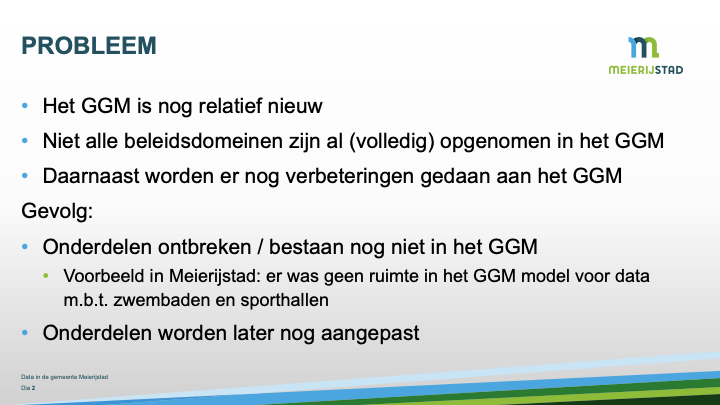 PROBLEEM
MEIERIJSTAD
• Het GGM is nog relatief nieuw
• Niet alle beleidsdomeinen zijn al (volledig) opgenomen in het GGM
• Daarnaast worden er nog verbeteringen gedaan aan het GGM
Gevolg:
• Onderdelen ontbreken / bestaan nog niet in het GGM
• Voorbeeld in Meierijstad: er was geen ruimte in het GGM model voor data
m.b.t. zwembaden en sporthallen
• Onderdelen worden later nog aangepast
Data in de gemeente Meierijstad
Dia 2